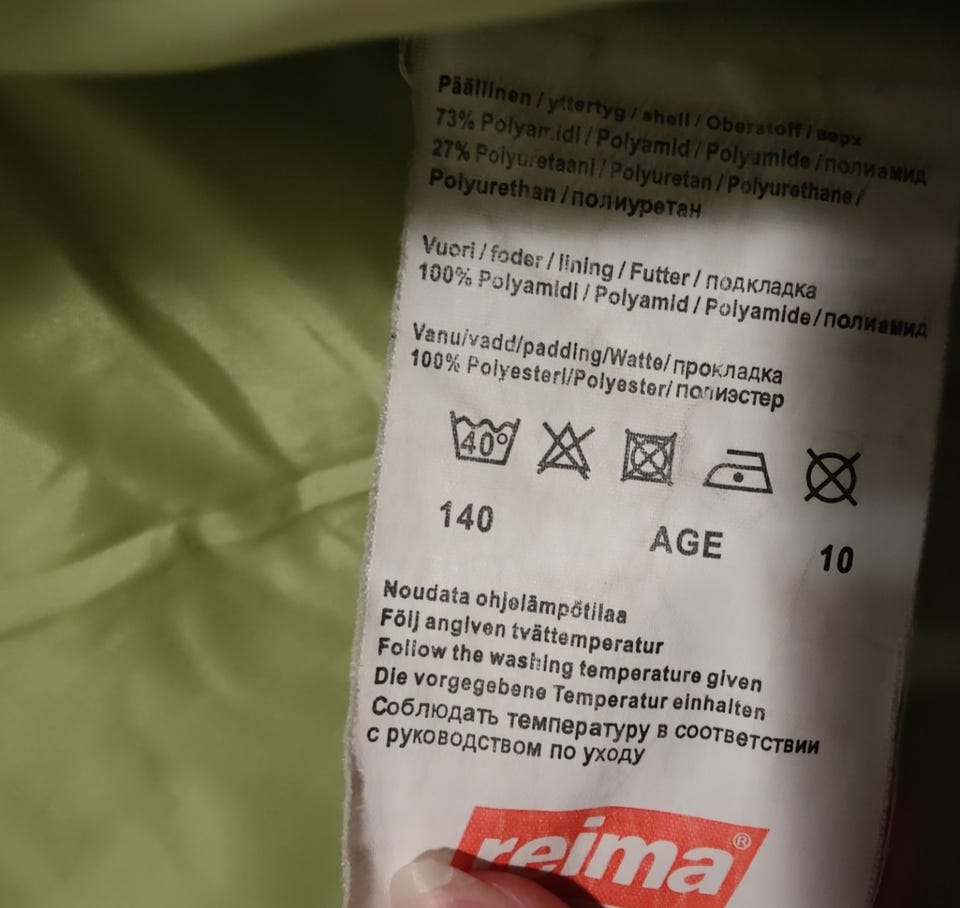 Päällinen / yttertyg / shell / Oberstoff / верх
73% Polyamidi / Polyamid / Polyamide / полиамид
27% Polyuretaani / Polyuretan / Polyurethane /
Polyurethan / полиуретан
Vuori / foder / lining / Futter / подкладка
100% Polyamidi / Polyamid / Polyamide / полиамид
Vanu/vadd/padding/Watte/ прокладка
100% Polyesteri/Polyester/ полиэстер
40°
140 AGE 10
Noudata ohjelämpötilaa
Följ angiven tvättemperatur
Follow the washing temperature given
Die vorgegebene Temperatur einhalten
Соблюдать температуру в соответствии
с руководством по уходу
reima®